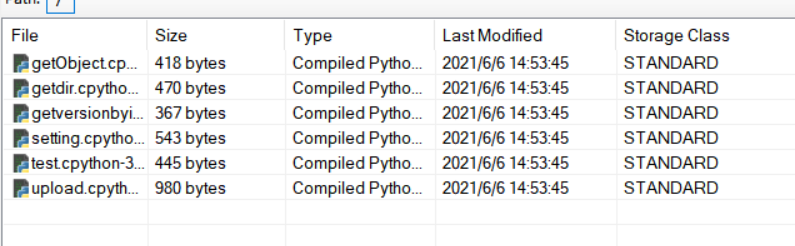 Path: /
File Size Type Last Modified Storage Class
getObject.cp... 418 bytes Compiled Pytho... 2021/6/6 14:53:45 STANDARD
getdir.cpytho... 470 bytes Compiled Pytho... 2021/6/6 14:53:45 STANDARD
getversionbyi... 367 bytes Compiled Pytho... 2021/6/6 14:53:45 STANDARD
setting.cpytho... 543 bytes Compiled Pytho... 2021/6/6 14:53:45 STANDARD
test.cpython-3... 445 bytes Compiled Pytho... 2021/6/6 14:53:45 STANDARD
upload.cpyth... 980 bytes Compiled Pytho... 2021/6/6 14:53:45 STANDARD